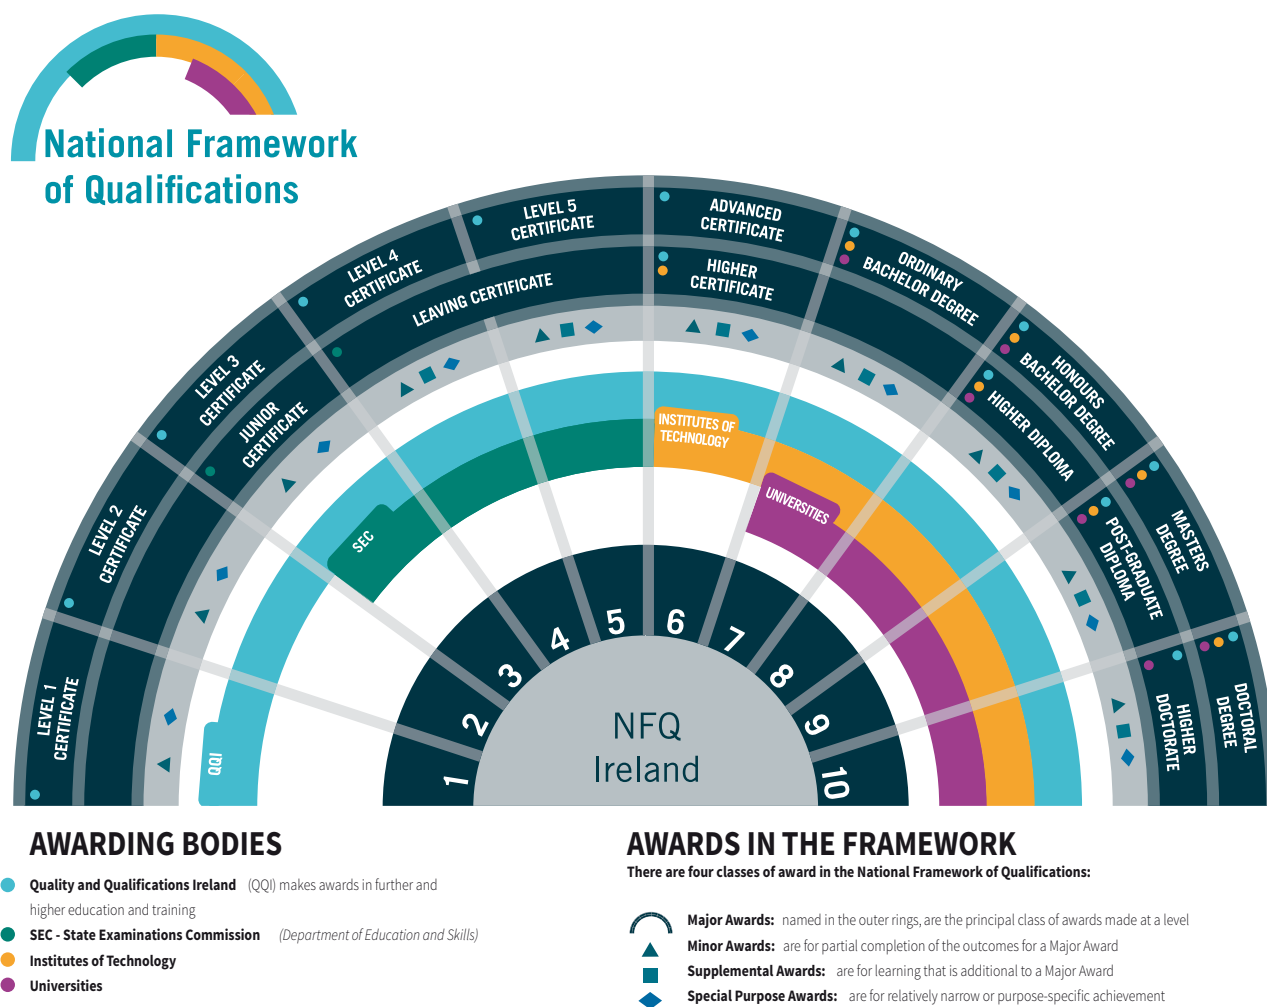 National Framework
of Qualifications
LEVEL 1
CERTIFICATE
LEVEL 2
CERTIFICATE
LEVEL 3
CERTIFICATE
LEVEL 4
CERTIFICATE
LEVEL 5
CERTIFICATE
ADVANCED
CERTIFICATE
ORDINARY
BACHELOR DEGREE
HONOURS
BACHELOR DEGREE
MASTERS
DEGREE
DOCTORAL
DEGREE
JUNIOR
CERTIFICATE
LEAVING CERTIFICATE
HIGHER
CERTIFICATE
HIGHER DIPLOMA
POST-GRADUATE
DIPLOMA
HIGHER
DOCTORATE
QQI
SEC
INSTITUTES OF
TECHNOLOGY
UNIVERSITIES
1
2
3
4
5
6
7
8
9
10
NFQ
Ireland
AWARDING BODIES
Quality and Qualifications Ireland (QQI) makes awards in further and
higher education and training
SEC - State Examinations Commission (Department of Education and Skills)
Institutes of Technology
Universities
AWARDS IN THE FRAMEWORK
There are four classes of award in the National Framework of Qualifications:
Major Awards: named in the outer rings, are the principal class of awards made at a level
Minor Awards: are for partial completion of the outcomes for a Major Award
Supplemental Awards: are for learning that is additional to a Major Award
Special Purpose Awards: are for relatively narrow or purpose-specific achievement